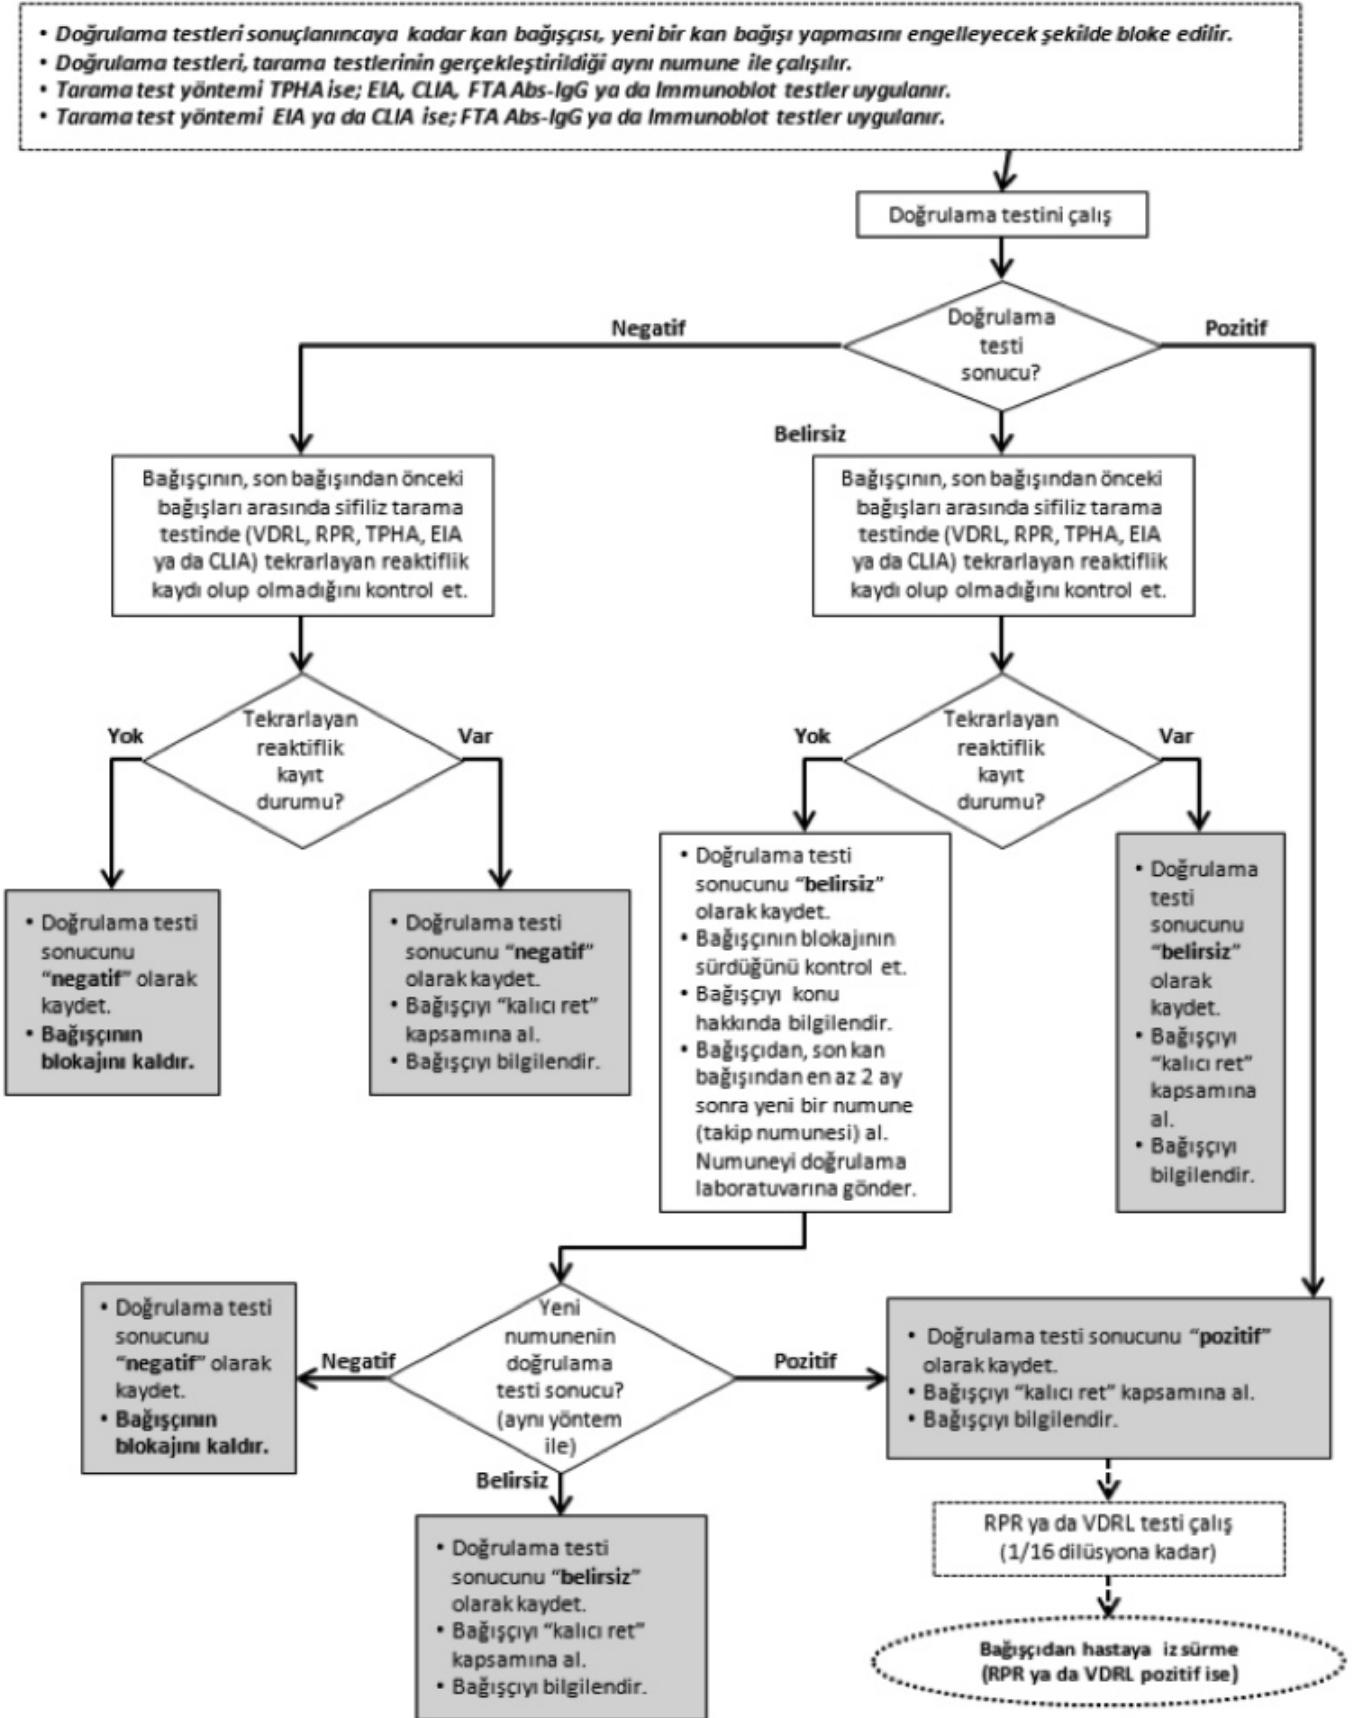 • Doğrulama testleri sonuçlanıncaya kadar kan bağışçısı, yeni bir kan bağışı yapmasını engelleyecek şekilde bloke edilir.
• Doğrulama testleri, tarama testlerinin gerçekleştirildiği aynı numune ile çalışılır.
• Tarama test yöntemi TPHA ise; EIA, CLIA, FTA Abs-IgG ya da Immunoblot testler uygulanır.
• Tarama test yöntemi EIA ya da CLIA ise; FTA Abs-IgG ya da Immunoblot testler uygulanır.
Doğrulama testini çalış
Doğrulama
testi
sonucu?
Negatif
Pozitif
Belirsiz
Bağışçının, son bağışından önceki
bağışları arasında sifiliz tarama
testinde (VDRL, RPR, TPHA, EIA
ya da CLIA) tekrarlayan reaktiflik
kaydı olup olmadığını kontrol et.
Bağışçının, son bağışından önceki
bağışları arasında sifiliz tarama
testinde (VDRL, RPR, TPHA, EIA
ya da CLIA) tekrarlayan reaktiflik
kaydı olup olmadığını kontrol et.
Tekrarlayan
reaktiflik
kayıt
durumu?
Yok
Var
Tekrarlayan
reaktiflik
kayıt
durumu?
Yok
Var
• Doğrulama testi
sonucunu
“negatif” olarak
kaydet.
• Bağışçının
blokajını kaldır.
• Doğrulama testi
sonucunu “negatif”
olarak kaydet.
• Bağışçıyı “kalıcı ret”
kapsamına al.
• Bağışçıyı bilgilendir.
• Doğrulama testi
sonucunu “belirsiz”
olarak kaydet.
• Bağışçının blokajının
sürdüğünü kontrol et.
• Bağışçıyı konu
hakkında bilgilendir.
• Bağışçıdan, son kan
bağışından en az 2 ay
sonra yeni bir numune
(takip numunesi) al.
Numuneyi doğrulama
laboratuvarına gönder.
• Doğrulama
testi
sonucunu
“belirsiz”
olarak
kaydet.
• Bağışçıyı
“kalıcı ret”
kapsamına
al.
• Bağışçıyı
bilgilendir.
Yeni
numunenin
doğrulama
testi sonucu?
(aynı yöntem
ile)
Negatif
Pozitif
Belirsiz
• Doğrulama testi
sonucunu
“negatif” olarak
kaydet.
• Bağışçının
blokajını kaldır.
• Doğrulama testi sonucunu “pozitif”
olarak kaydet.
• Bağışçıyı “kalıcı ret” kapsamına al.
• Bağışçıyı bilgilendir.
• Doğrulama testi
sonucunu “belirsiz”
olarak kaydet.
• Bağışçıyı “kalıcı ret”
kapsamına al.
• Bağışçıyı bilgilendir.
RPR ya da VDRL testi çalış
(1/16 dilüsyona kadar)
Bağışçıdan hastaya iz sürme
(RPR ya da VDRL pozitif ise)